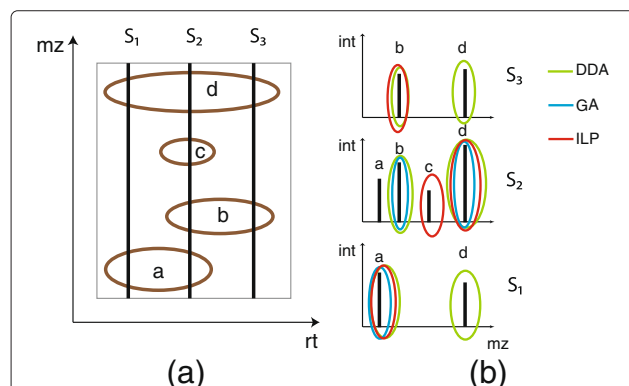 mz
S₁ S₂ S₃
d
c
b
a
rt
(a)
int
b d
S₃
int
a b c d
S₂
int
a d
S₁
mz
(b)
DDA
GA
ILP